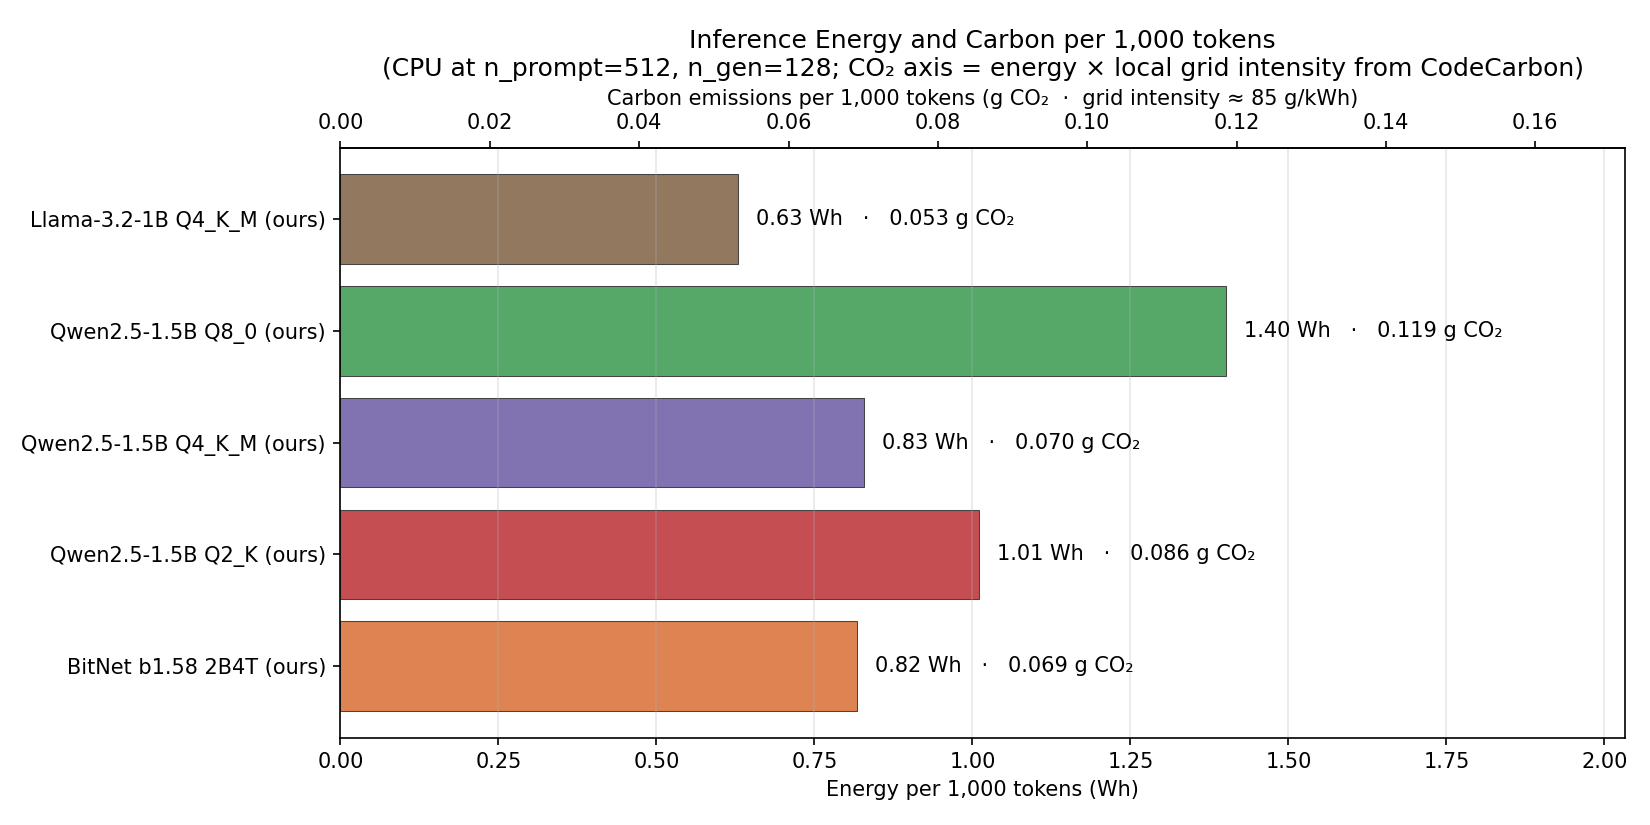 Inference Energy and Carbon per 1,000 tokens
(CPU at n_prompt=512, n_gen=128; CO₂ axis = energy × local grid intensity from CodeCarbon)
Carbon emissions per 1,000 tokens (g CO₂ · grid intensity ≈ 85 g/kWh)
0.00 0.02 0.04 0.06 0.08 0.10 0.12 0.14 0.16
Llama-3.2-1B Q4_K_M (ours) 0.63 Wh · 0.053 g CO₂
Qwen2.5-1.5B Q8_0 (ours) 1.40 Wh · 0.119 g CO₂
Qwen2.5-1.5B Q4_K_M (ours) 0.83 Wh · 0.070 g CO₂
Qwen2.5-1.5B Q2_K (ours) 1.01 Wh · 0.086 g CO₂
BitNet b1.58 2B4T (ours) 0.82 Wh · 0.069 g CO₂
0.00 0.25 0.50 0.75 1.00 1.25 1.50 1.75 2.00
Energy per 1,000 tokens (Wh)